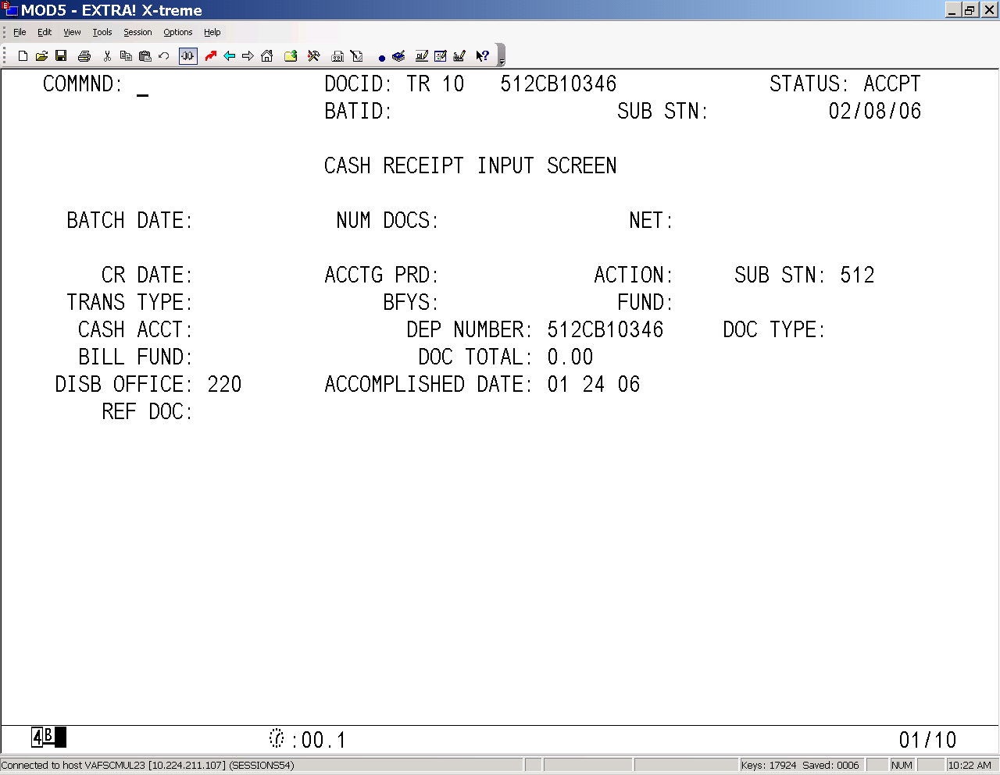 MOD5 - EXTRA! X-treme
File Edit View Tools Session Options Help
COMMND: _ DOCID: TR 10 512CB10346 STATUS: ACCPT
BATID: SUB STN: 02/08/06
CASH RECEIPT INPUT SCREEN
BATCH DATE: NUM DOCS: NET:
CR DATE: ACCTG PRD: ACTION: SUB STN: 512
TRANS TYPE: BFYS: FUND:
CASH ACCT: DEP NUMBER: 512CB10346 DOC TYPE:
BILL FUND: DOC TOTAL: 0.00
DISB OFFICE: 220 ACCOMPLISHED DATE: 01 24 06
REF DOC:
4B :00.1 01/10
Connected to host VAFSCMUL23 [10.224.211.107] (SESSIONS54) Keys: 17924 Saved: 0006 NUM 10:22 AM